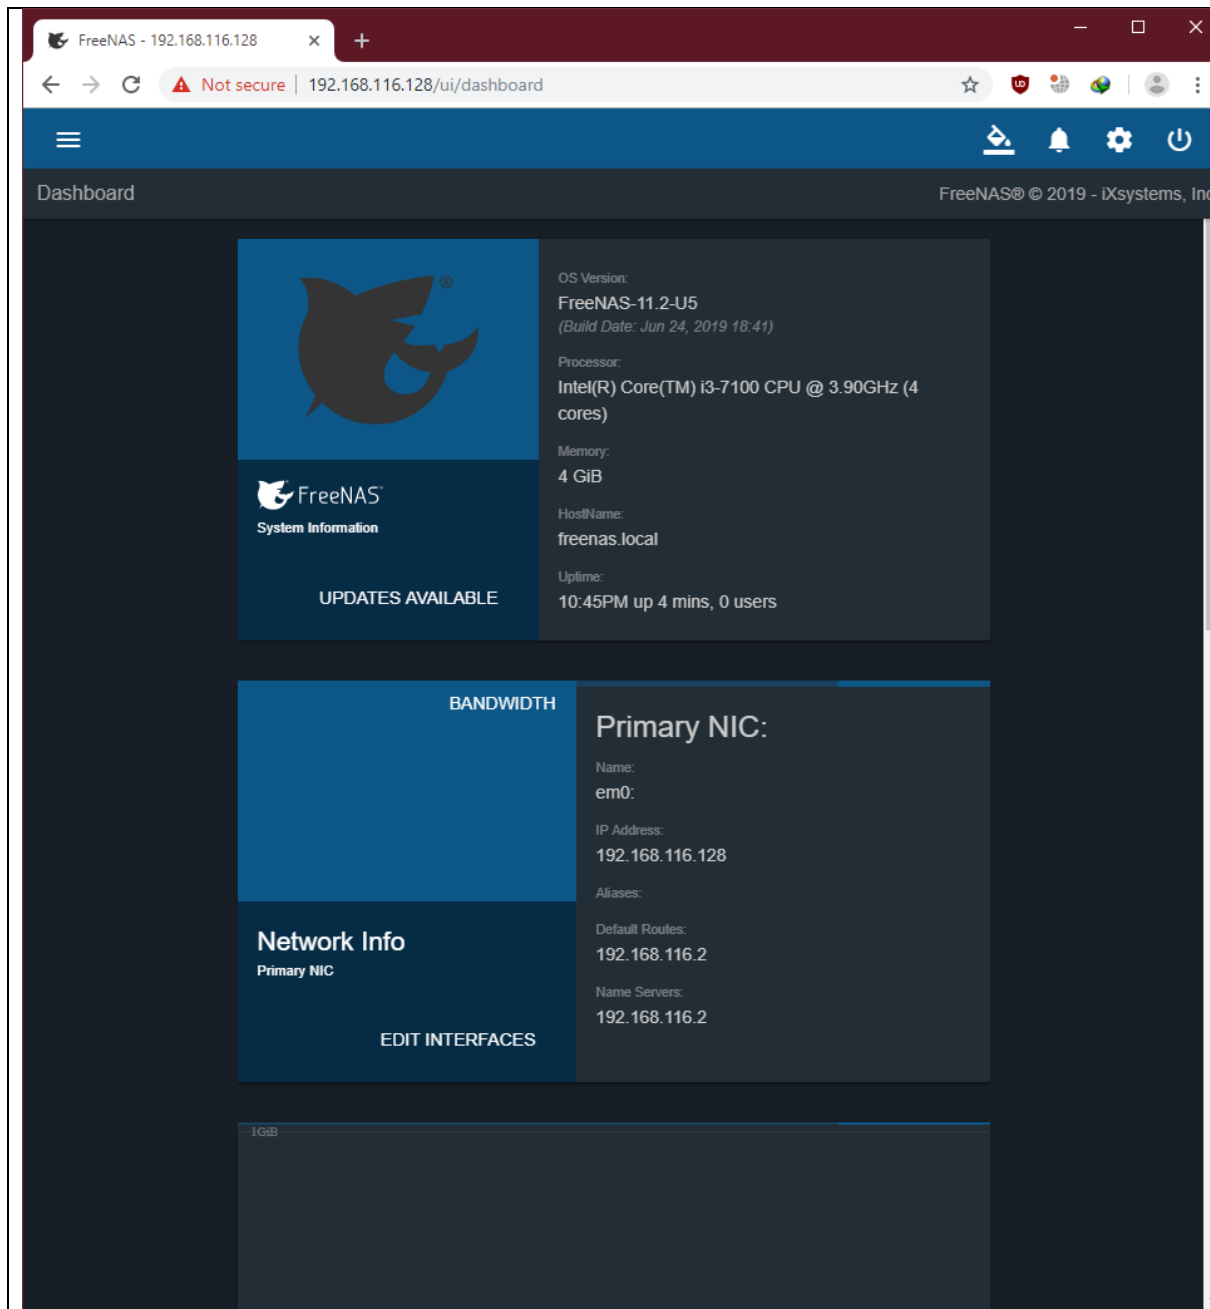 FreeNAS - 192.168.116.128
Not secure | 192.168.116.128/ui/dashboard
Dashboard
FreeNAS® © 2019 - iXsystems, Inc
®
FreeNAS
System Information
UPDATES AVAILABLE
OS Version:
FreeNAS-11.2-U5
(Build Date: Jun 24, 2019 18:41)
Processor:
Intel(R) Core(TM) i3-7100 CPU @ 3.90GHz (4
cores)
Memory:
4 GiB
HostName:
freenas.local
Uptime:
10:45PM up 4 mins, 0 users
BANDWIDTH
Network Info
Primary NIC
EDIT INTERFACES
Primary NIC:
Name:
em0:
IP Address:
192.168.116.128
Aliases:
Default Routes:
192.168.116.2
Name Servers:
192.168.116.2
1GiB